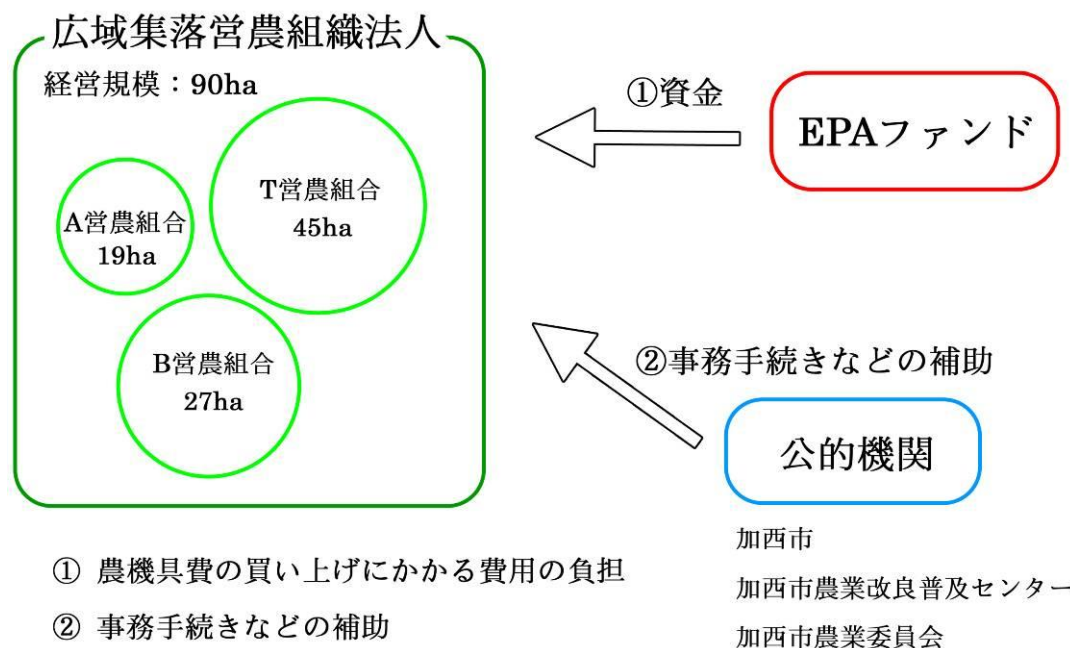 広域集落営農組織法人
経営規模：90ha
T営農組合
45ha
A営農組合
19ha
B営農組合
27ha
①資金
EPAファンド
②事務手続きなどの補助
公的機関
加西市
加西市農業改良普及センター
加西市農業委員会
① 農機具費の買い上げにかかる費用の負担
② 事務手続きなどの補助